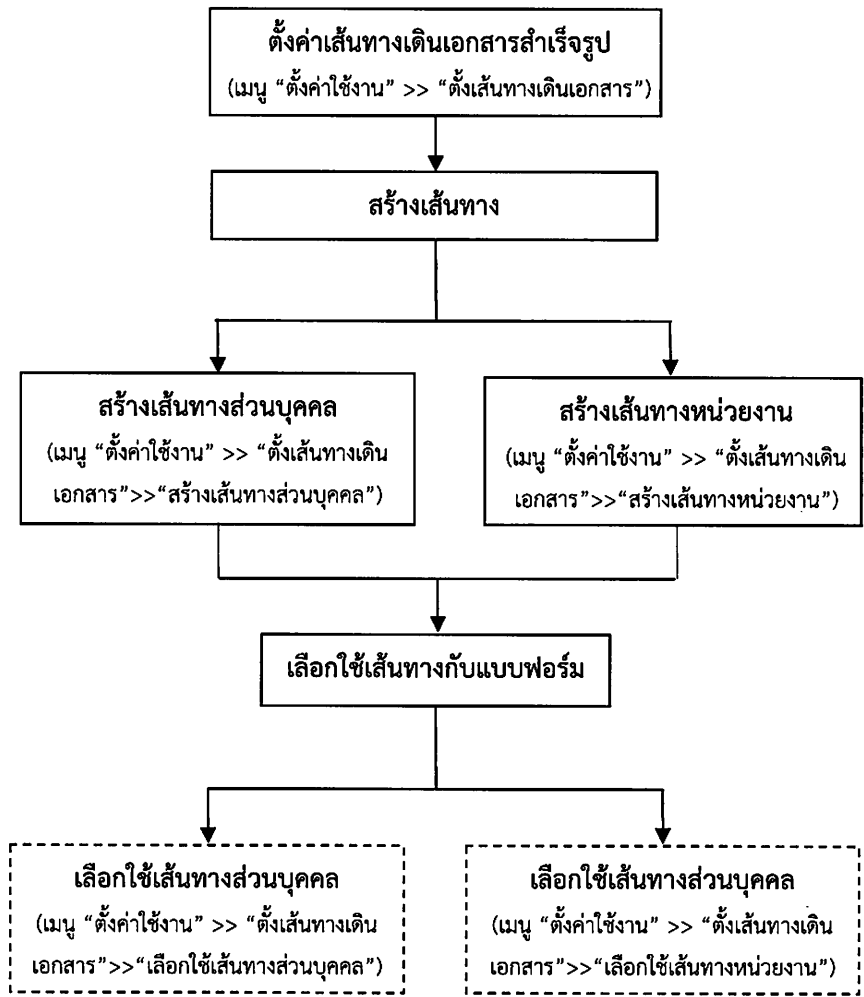 ตั้งค่าเส้นทางเดินเอกสารสำเร็จรูป
(เมนู “ตั้งค่าใช้งาน” >> “ตั้งเส้นทางเดินเอกสาร”)
สร้างเส้นทาง
สร้างเส้นทางส่วนบุคคล
(เมนู “ตั้งค่าใช้งาน” >> “ตั้งเส้นทางเดิน
เอกสาร”>>“สร้างเส้นทางส่วนบุคคล”)
สร้างเส้นทางหน่วยงาน
(เมนู “ตั้งค่าใช้งาน” >> “ตั้งเส้นทางเดิน
เอกสาร”>>“สร้างเส้นทางหน่วยงาน”)
เลือกใช้เส้นทางกับแบบฟอร์ม
เลือกใช้เส้นทางส่วนบุคคล
(เมนู “ตั้งค่าใช้งาน” >> “ตั้งเส้นทางเดิน
เอกสาร”>>“เลือกใช้เส้นทางส่วนบุคคล”)
เลือกใช้เส้นทางส่วนบุคคล
(เมนู “ตั้งค่าใช้งาน” >> “ตั้งเส้นทางเดิน
เอกสาร”>>“เลือกใช้เส้นทางหน่วยงาน”)